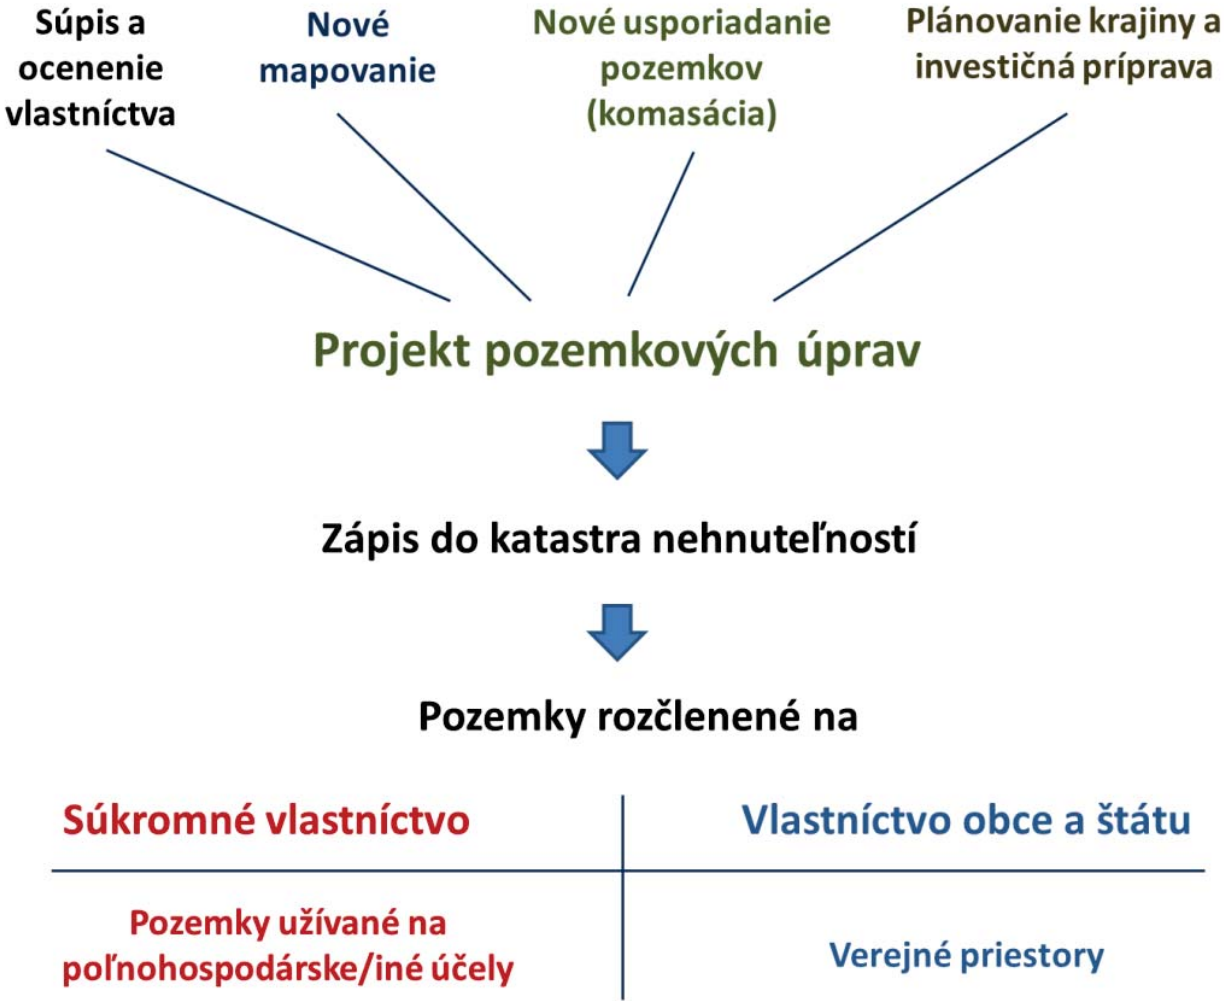 Súpis a
ocenenie
vlastníctva
Nové
mapovanie
Nové usporiadanie
pozemkov
(komasácia)
Plánovanie krajiny a
investičná príprava
Projekt pozemkových úprav
Zápis do katastra nehnuteľností
Pozemky rozčlenené na
Súkromné vlastníctvo
Vlastníctvo obce a štátu
Pozemky užívané na
poľnohospodárske/iné účely
Verejné priestory